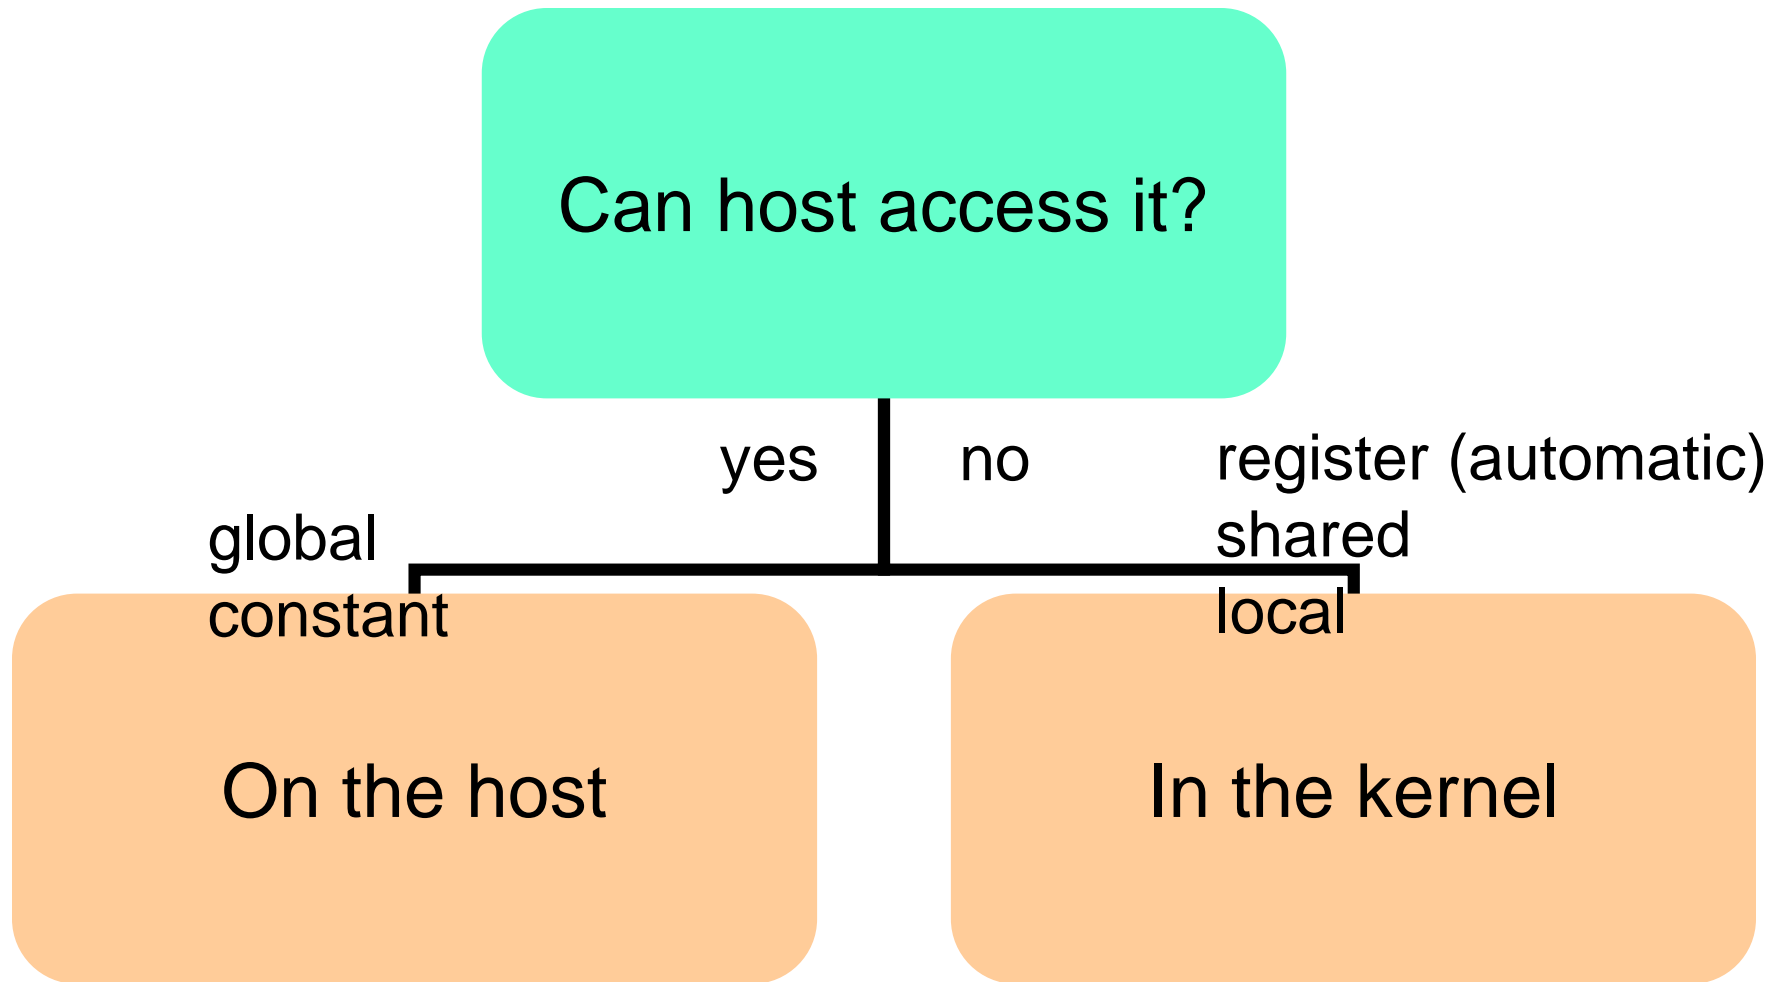 Can host access it?
yes
no
register (automatic)
shared
local
global
constant
On the host
In the kernel